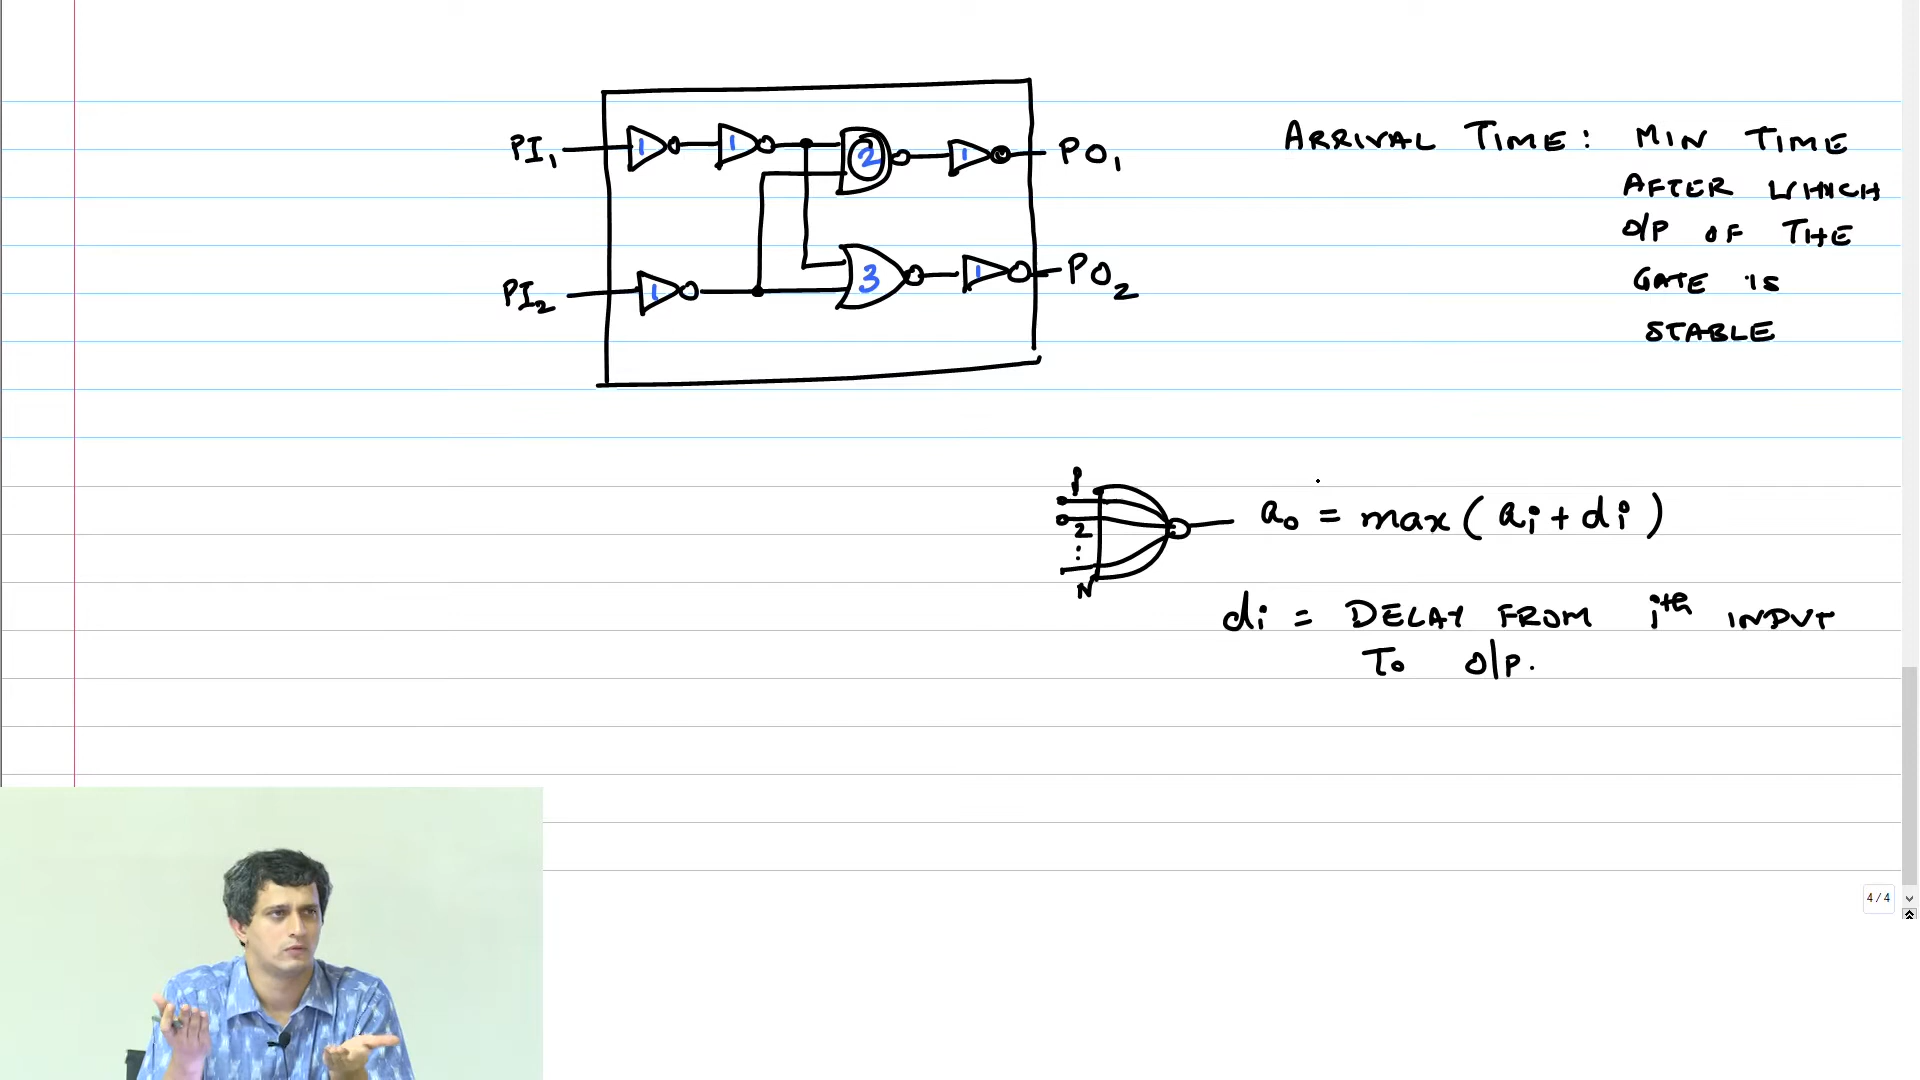 PI1 1 1 2 1 PO1
PI2 1 3 1 PO2
ARRIVAL TIME: MIN TIME
AFTER WHICH
O/P OF THE
GATE IS
STABLE
1
2
:
N
a0 = max(ai + di)
di = DELAY FROM ith INPUT
TO O/P.
4 / 4